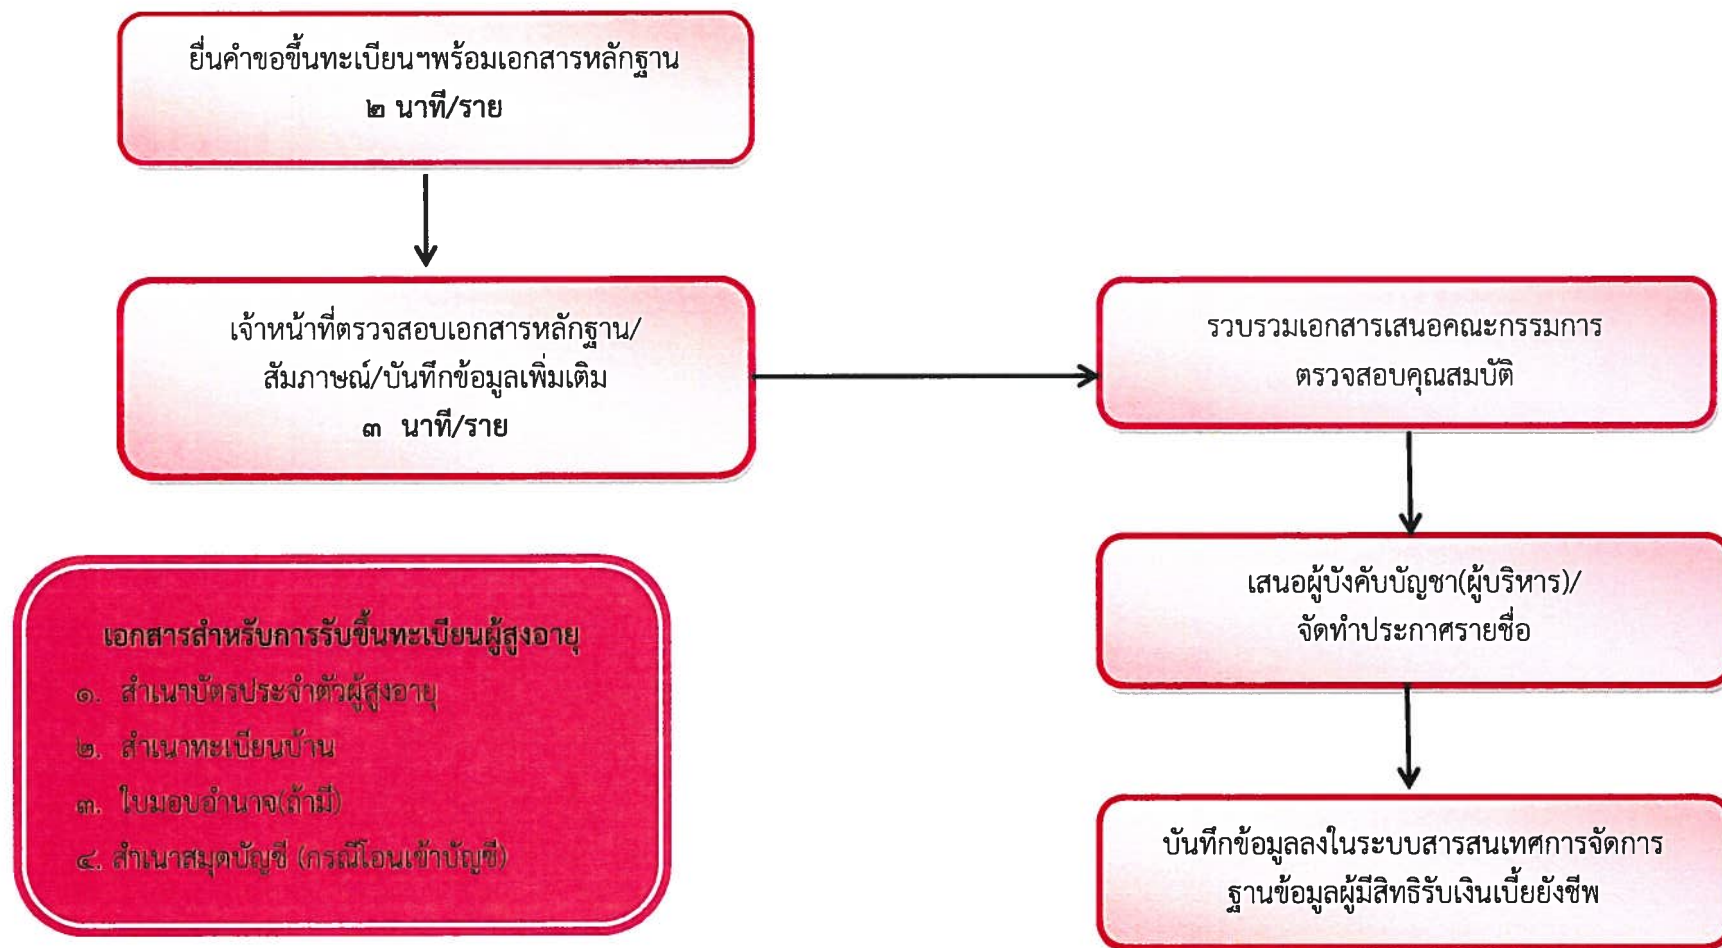 ยื่นคำขอขึ้นทะเบียนฯพร้อมเอกสารหลักฐาน
๒ นาที/ราย
เจ้าหน้าที่ตรวจสอบเอกสารหลักฐาน/
สัมภาษณ์/บันทึกข้อมูลเพิ่มเติม
๓ นาที/ราย
รวบรวมเอกสารเสนอคณะกรรมการ
ตรวจสอบคุณสมบัติ
เสนอผู้บังคับบัญชา(ผู้บริหาร)/
จัดทำประกาศรายชื่อ
บันทึกข้อมูลลงในระบบสารสนเทศการจัดการ
ฐานข้อมูลผู้มีสิทธิรับเงินเบี้ยยังชีพ
เอกสารสำหรับการรับขึ้นทะเบียนผู้สูงอายุ
๑. สำเนาบัตรประจำตัวผู้สูงอายุ
๒. สำเนาทะเบียนบ้าน
๓. ใบมอบอำนาจ(ถ้ามี)
๔. สำเนาสมุดบัญชี (กรณีโอนเข้าบัญชี)